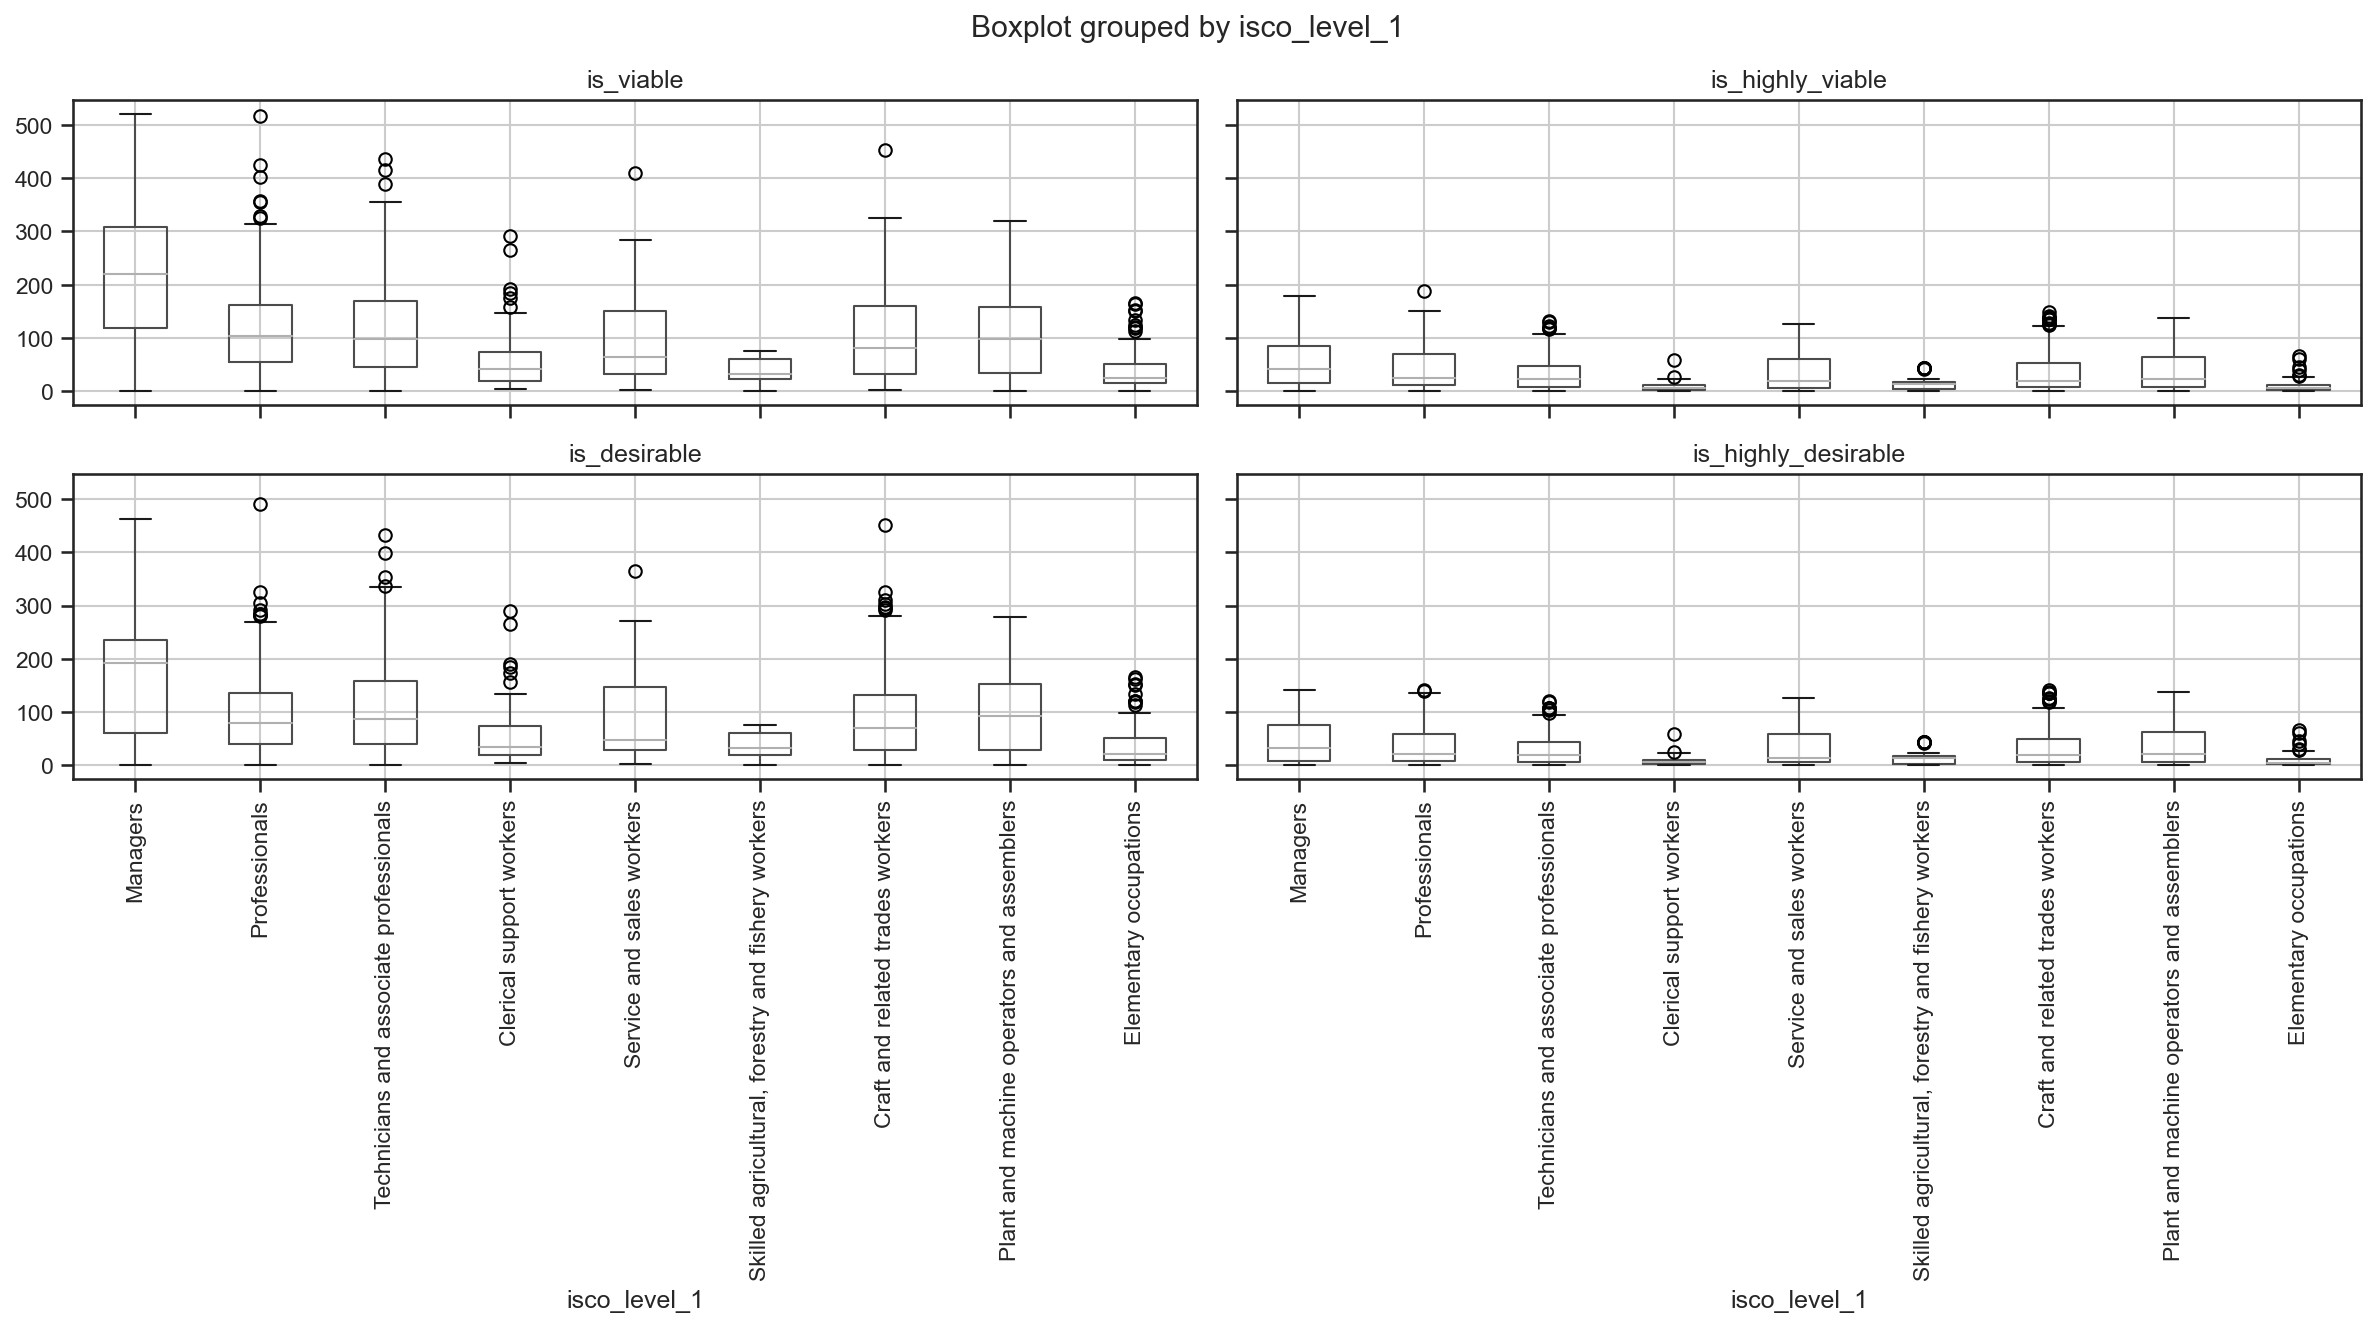 Boxplot grouped by isco_level_1
is_viable
is_highly_viable
500
400
300
200
100
0
is_desirable
is_highly_desirable
500
400
300
200
100
0
Managers
Professionals
Technicians and associate professionals
Clerical support workers
Service and sales workers
Skilled agricultural, forestry and fishery workers
Craft and related trades workers
Plant and machine operators and assemblers
Elementary occupations
Managers
Professionals
Technicians and associate professionals
Clerical support workers
Service and sales workers
Skilled agricultural, forestry and fishery workers
Craft and related trades workers
Plant and machine operators and assemblers
Elementary occupations
isco_level_1
isco_level_1